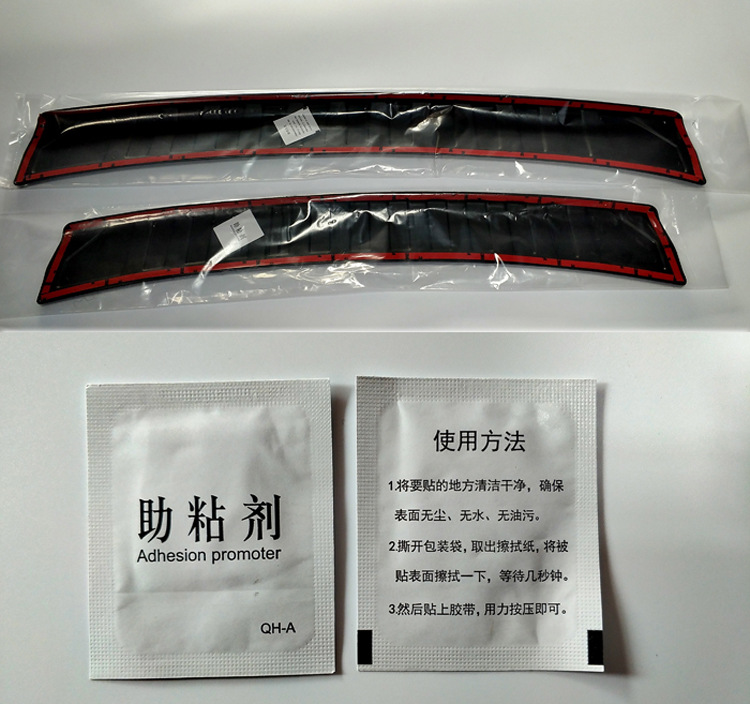 助粘剂
助粘剂
Adhesion promoter
QH-A
使用方法
1.将要贴的地方清洁干净，确保
表面无尘、无水、无油污。
2.撕开包装袋，取出擦拭纸，将被
贴表面擦拭一下，等待几秒钟。
3.然后贴上胶带，用力按压即可。